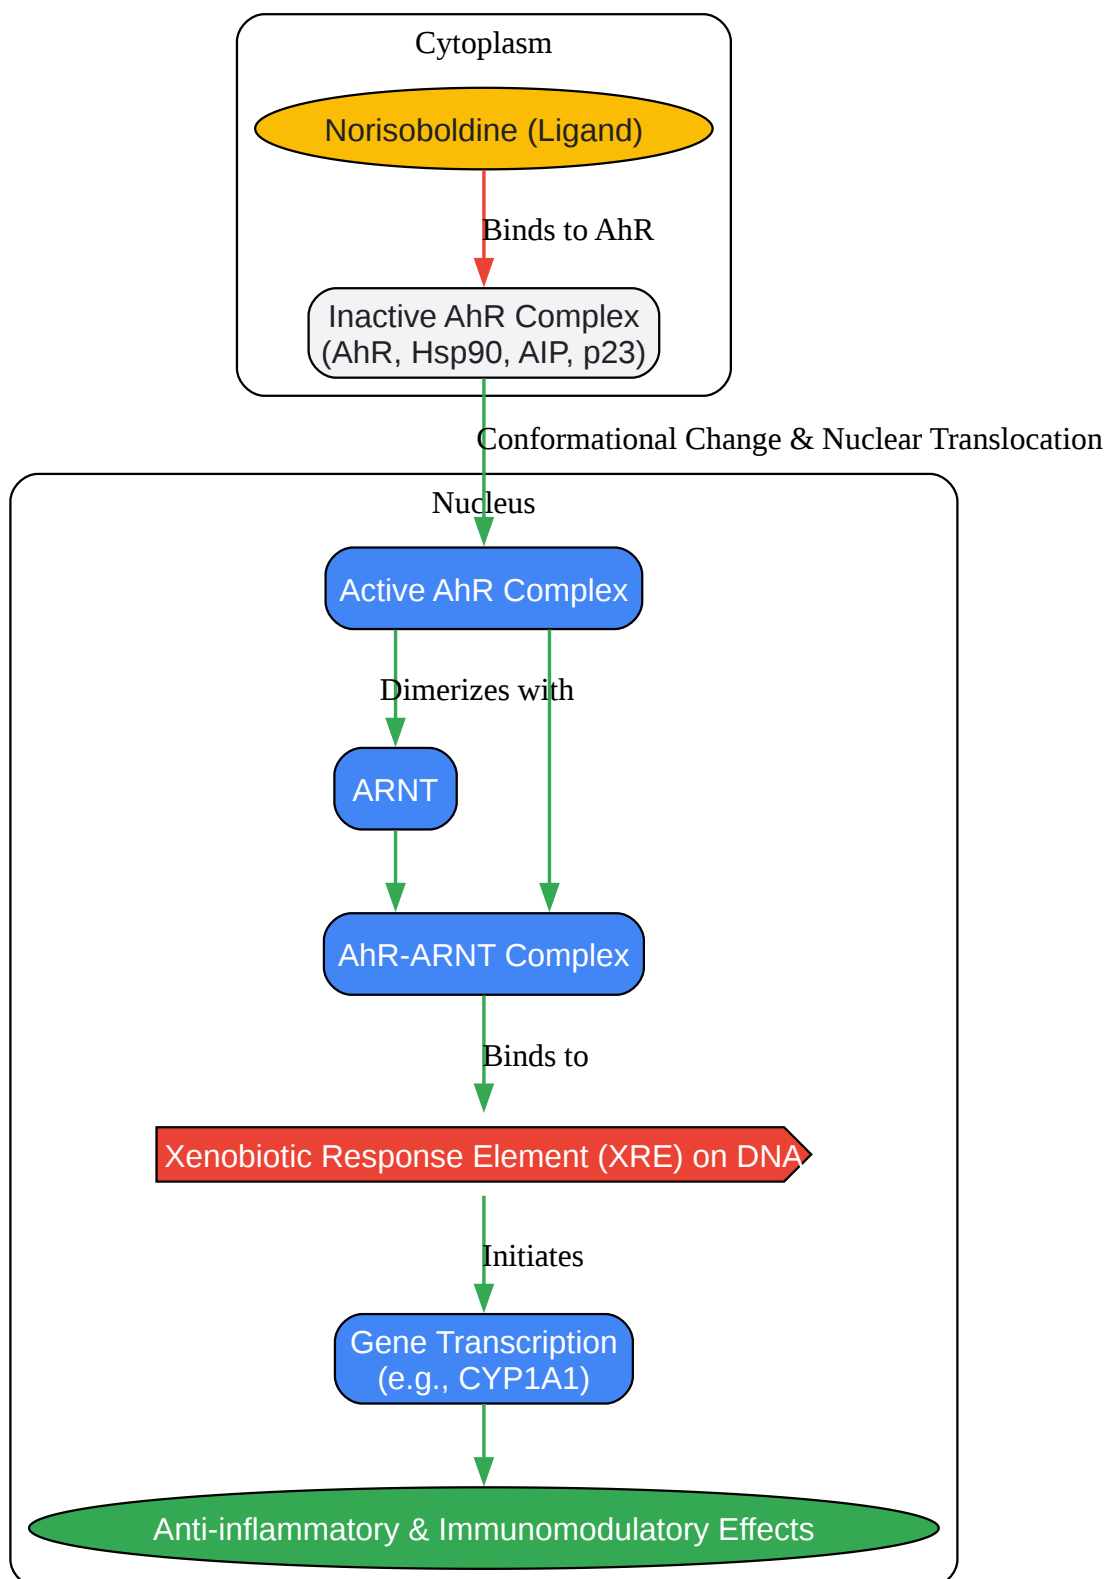 Cytoplasm
Norisoboldine (Ligand)
Binds to AhR
Inactive AhR Complex
(AhR, Hsp90, AIP, p23)
Conformational Change & Nuclear Translocation
Nucleus
Active AhR Complex
Dimerizes with
ARNT
AhR-ARNT Complex
Binds to
Xenobiotic Response Element (XRE) on DNA
Initiates
Gene Transcription
(e.g., CYP1A1)
Anti-inflammatory & Immunomodulatory Effects